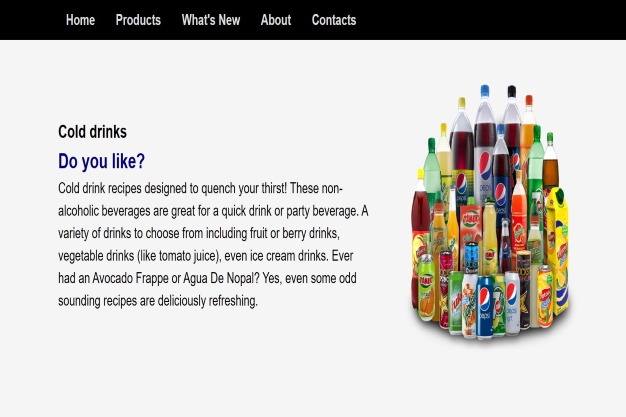 Home Products What's New About Contacts
Cold drinks
Do you like?
Cold drink recipes designed to quench your thirst! These non-
alcoholic beverages are great for a quick drink or party beverage. A
variety of drinks to choose from including fruit or berry drinks,
vegetable drinks (like tomato juice), even ice cream drinks. Ever
had an Avocado Frappe or Agua De Nopal? Yes, even some odd
sounding recipes are deliciously refreshing.
pepsi